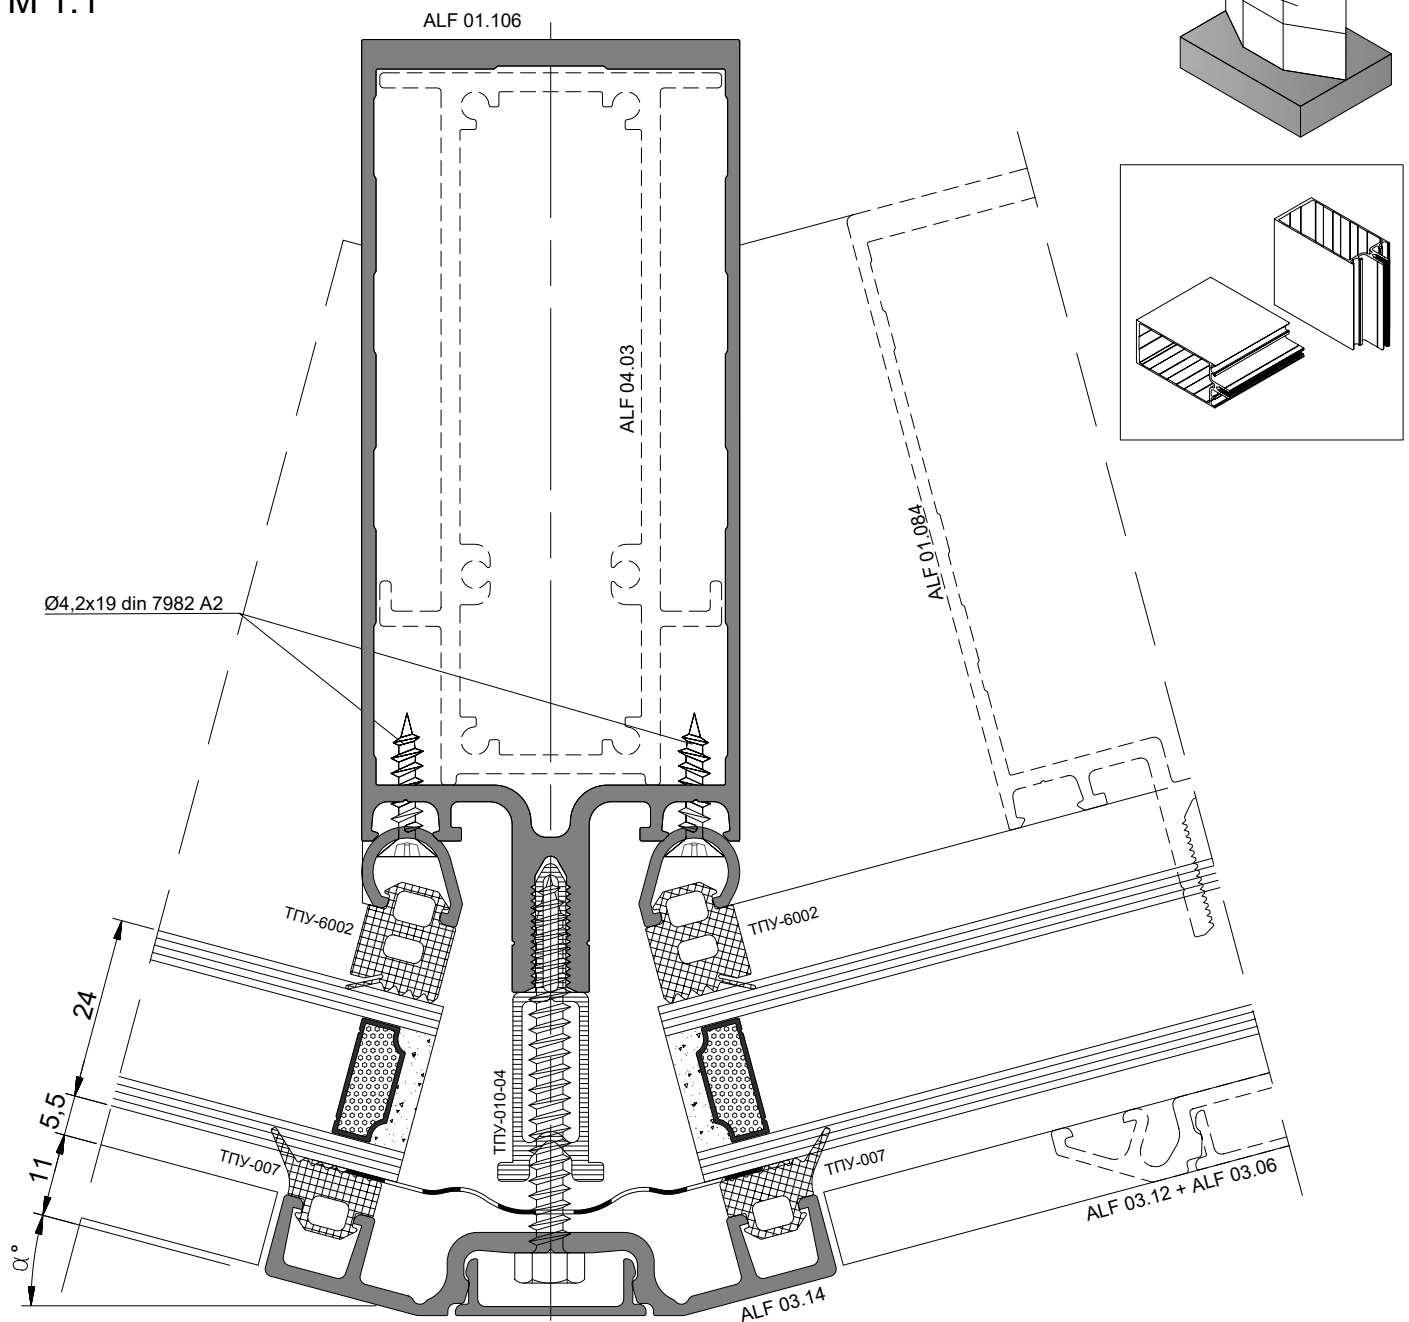 М 1:1
ALF 01.106
ALF 04.03
ALF 01.084
Ø4,2x19 din 7982 A2
ТПУ-6002
ТПУ-6002
24
5,5
11
α°
ТПУ-010-04
ТПУ-007
ТПУ-007
ALF 03.12 + ALF 03.06
ALF 03.14